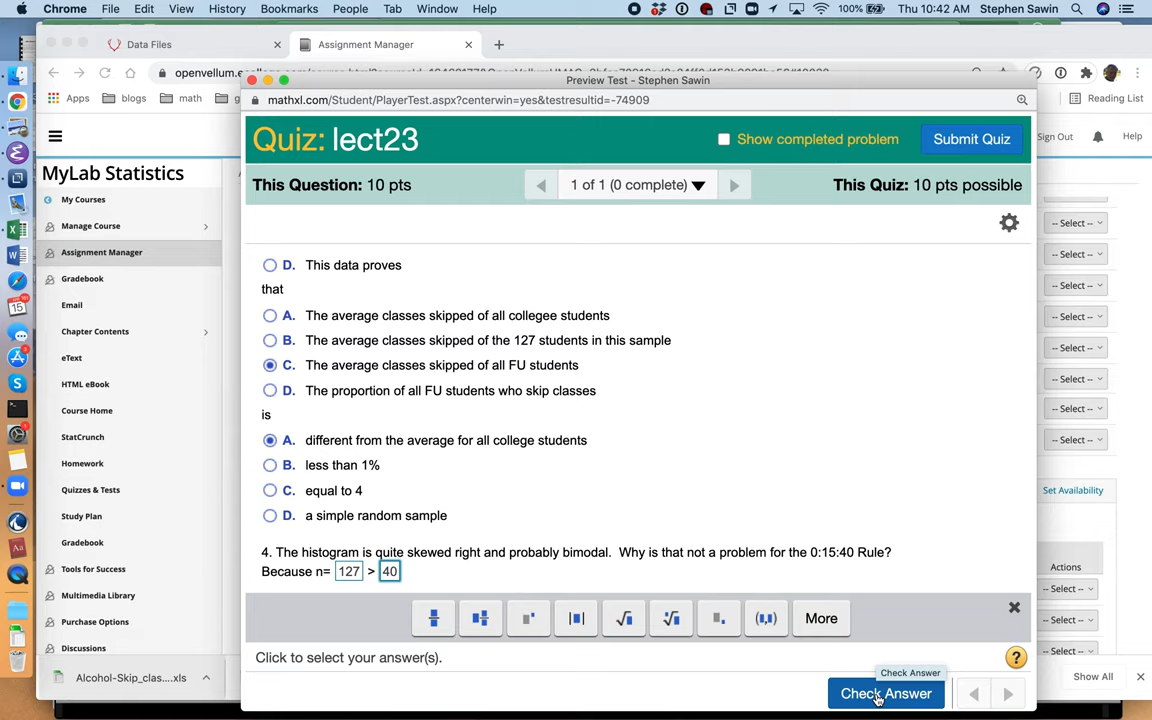 Chrome File Edit View History Bookmarks People Tab Window Help 100% Thu 10:42 AM Stephen Sawin
Data Files
Assignment Manager
Preview Test - Stephen Sawin
mathxl.com/Student/PlayerTest.aspx?centerwin=yes&testresultid=-74909
Apps blogs math
Reading List
Quiz: lect23
Show completed problem
Submit Quiz
Sign Out
Help
MyLab Statistics
This Question: 10 pts
1 of 1 (0 complete)
This Quiz: 10 pts possible
My Courses
Manage Course
Assignment Manager
Gradebook
Email
Chapter Contents
eText
HTML eBook
Course Home
StatCrunch
Homework
Quizzes & Tests
Study Plan
Gradebook
Tools for Success
Multimedia Library
Purchase Options
Discussions
D. This data proves
that
A. The average classes skipped of all collegee students
B. The average classes skipped of the 127 students in this sample
C. The average classes skipped of all FU students
D. The proportion of all FU students who skip classes
is
A. different from the average for all college students
B. less than 1%
C. equal to 4
D. a simple random sample
4. The histogram is quite skewed right and probably bimodal. Why is that not a problem for the 0:15:40 Rule?
Because n= 127 > 40
More
Click to select your answer(s).
Check Answer
Check Answer
-- Select --
-- Select --
-- Select --
-- Select --
-- Select --
-- Select --
-- Select --
-- Select --
Set Availability
Actions
-- Select --
-- Select --
-- Select --
Alcohol-Skip_clas....xls
Show All